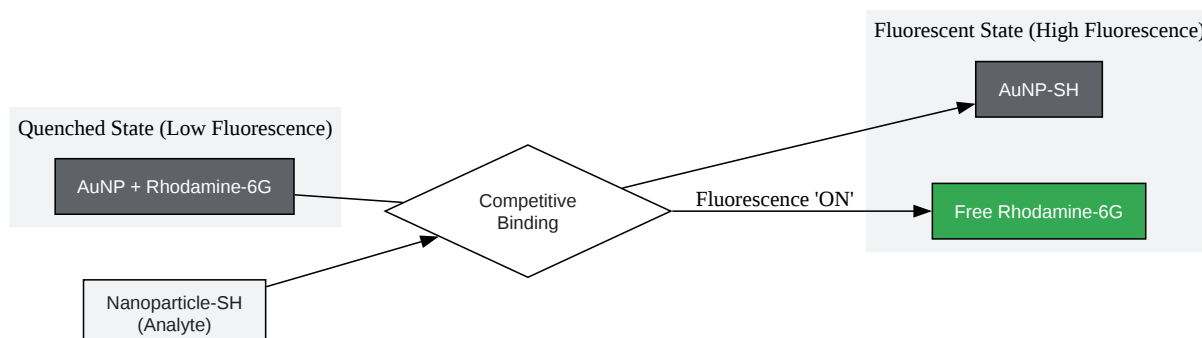 Fluorescent State (High Fluorescence)
AuNP-SH
Quenched State (Low Fluorescence)
AuNP + Rhodamine-6G
Competitive
Binding
Fluorescence 'ON'
Free Rhodamine-6G
Nanoparticle-SH
(Analyte)